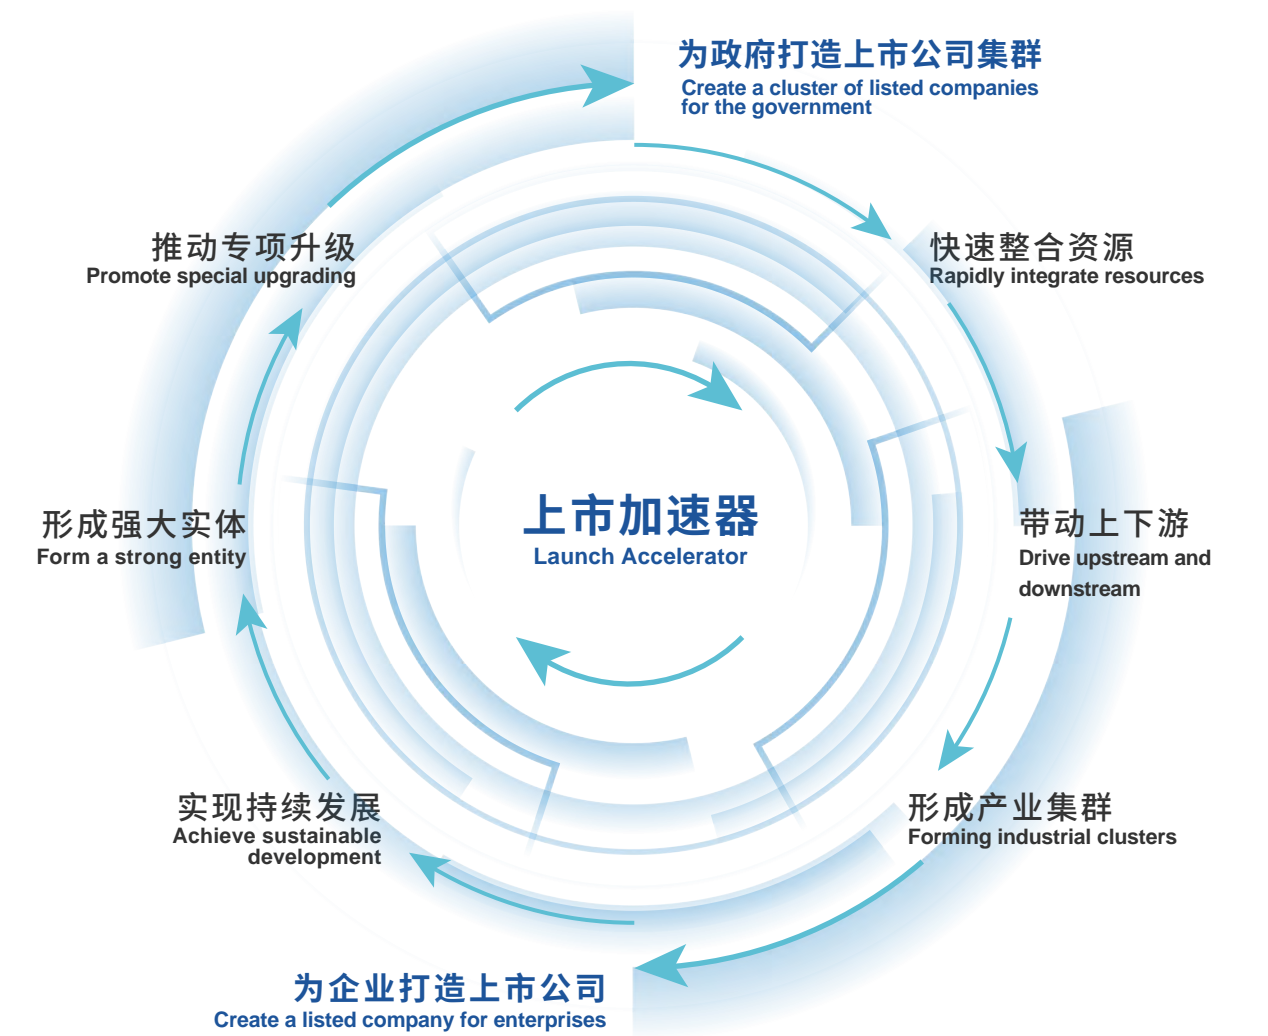 为政府打造上市公司集群
Create a cluster of listed companies
for the government
快速整合资源
Rapidly integrate resources
带动上下游
Drive upstream and
downstream
形成产业集群
Forming industrial clusters
为企业打造上市公司
Create a listed company for enterprises
实现持续发展
Achieve sustainable
development
形成强大实体
Form a strong entity
推动专项升级
Promote special upgrading
上市加速器
Launch Accelerator